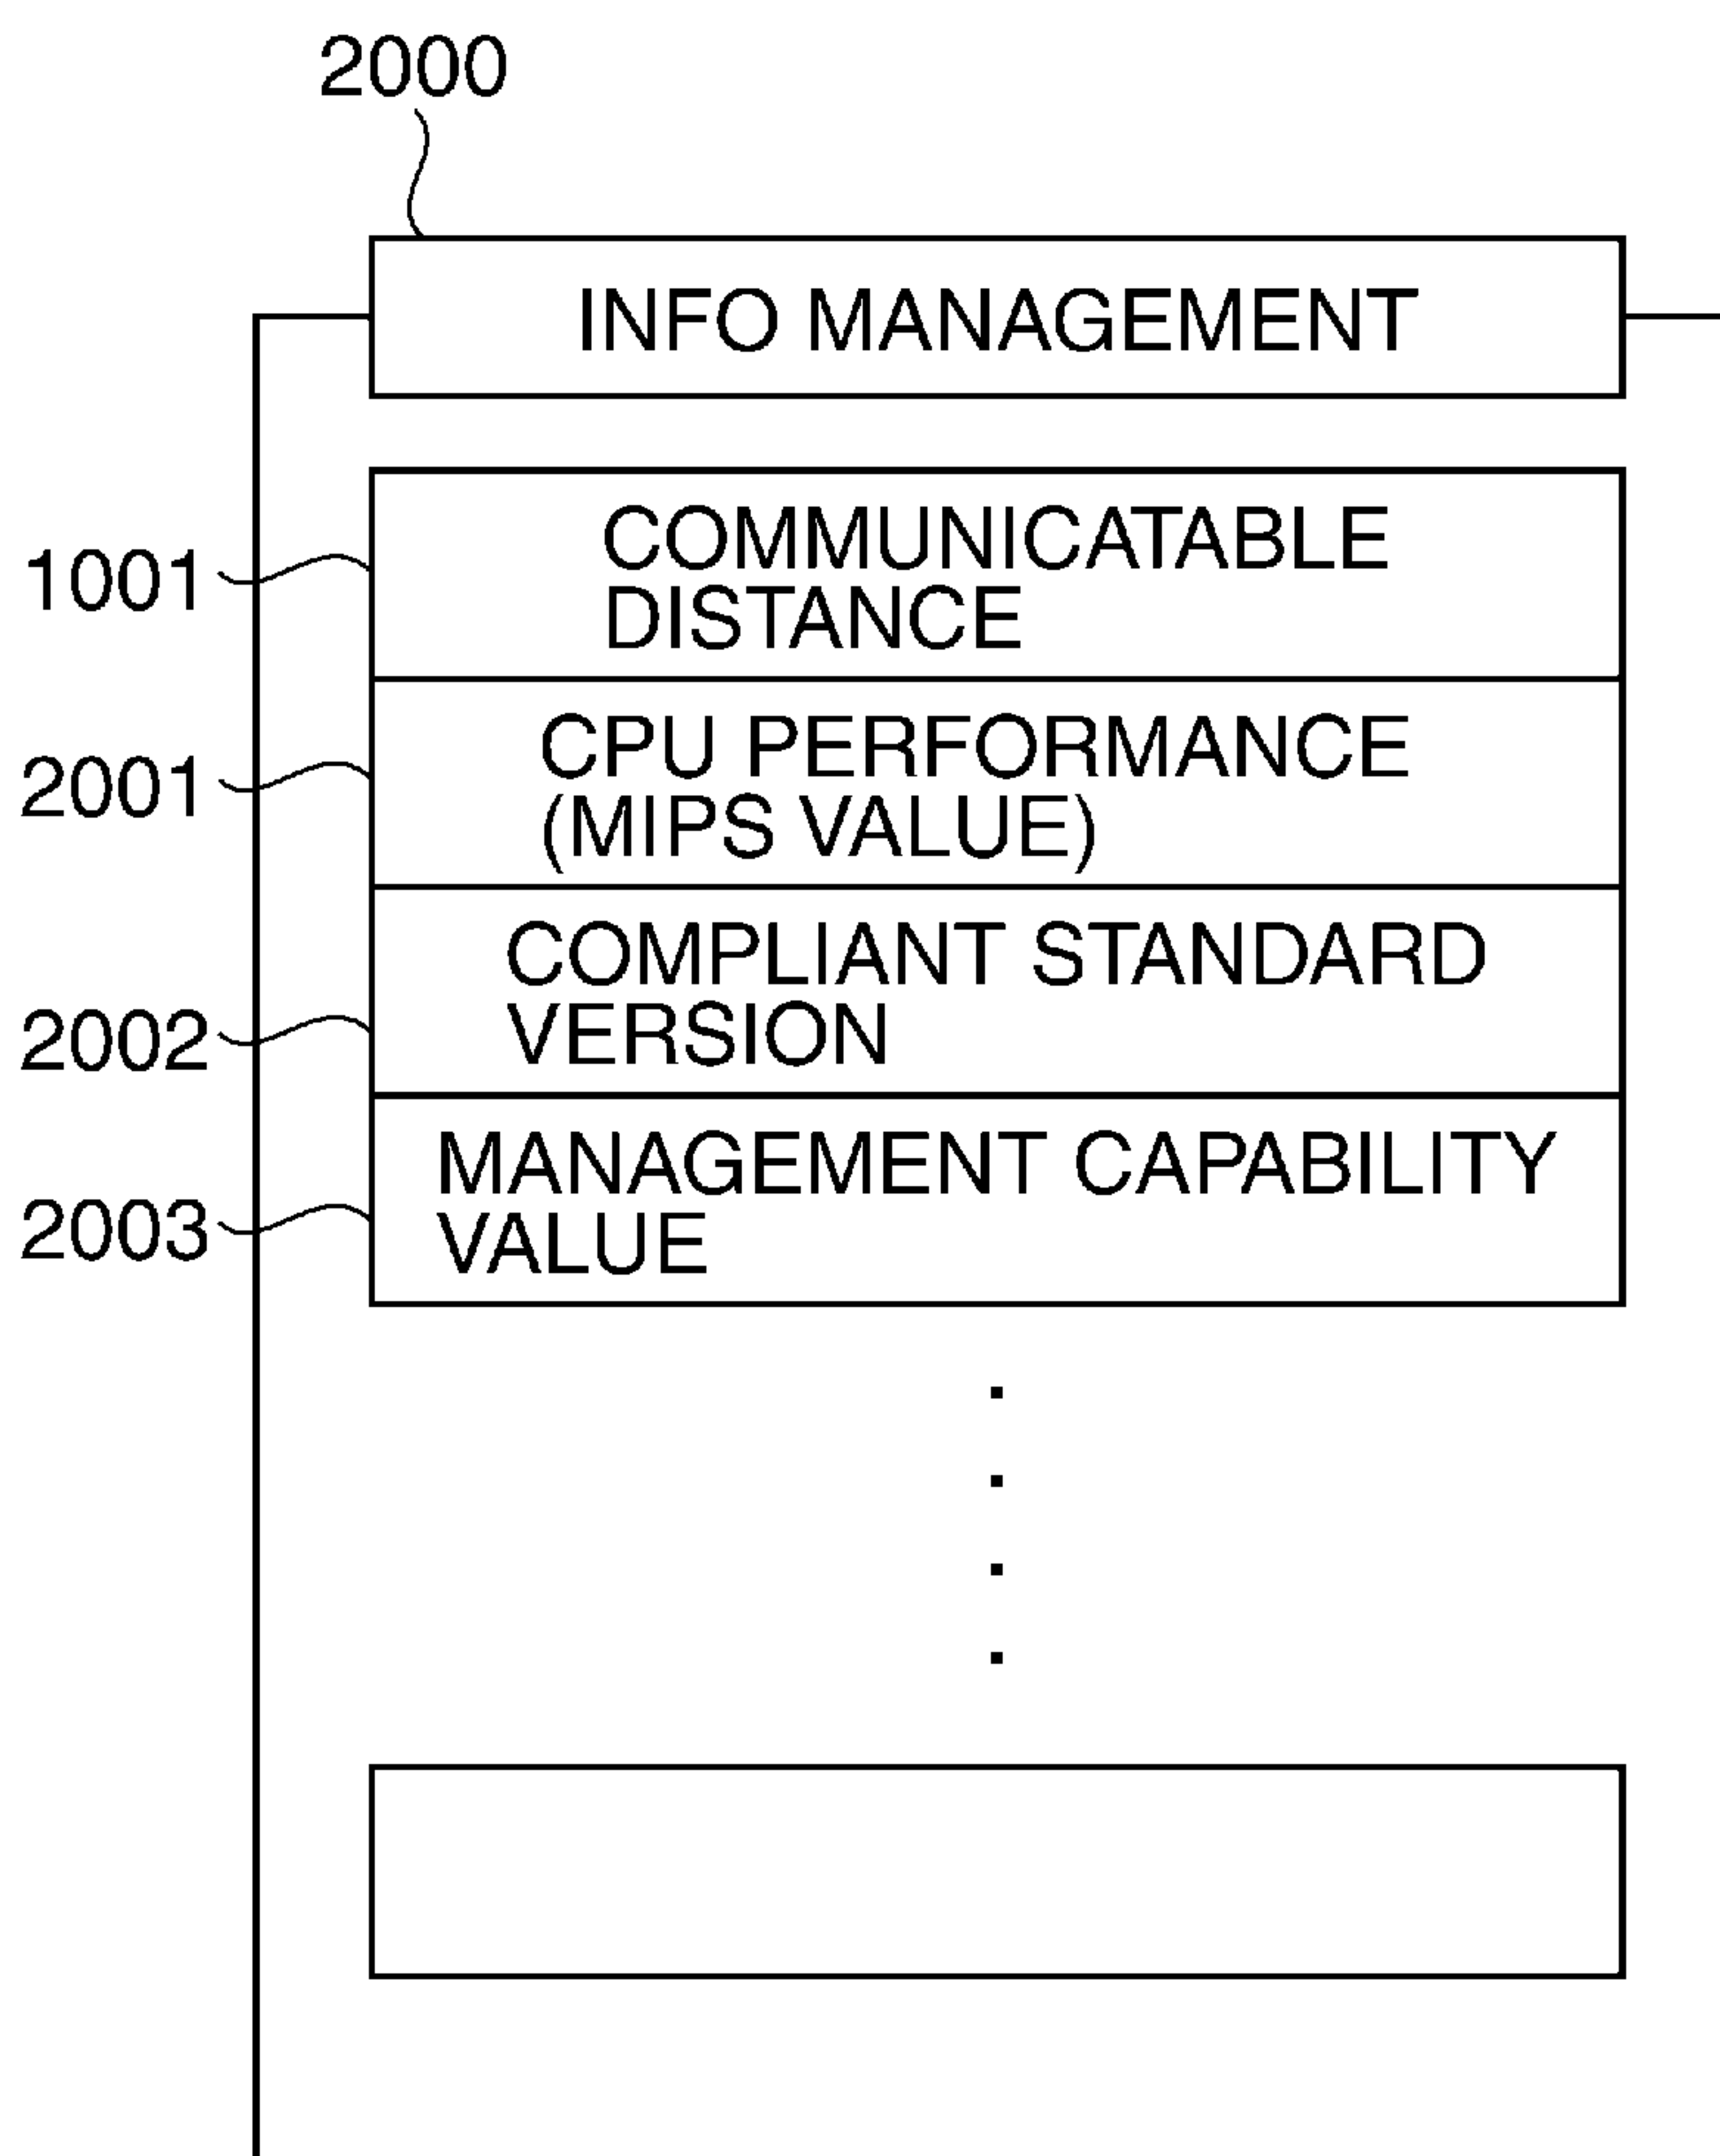 2000
INFO MANAGEMENT
1001
COMMUNICATABLE
DISTANCE
2001
CPU PERFORMANCE
(MIPS VALUE)
2002
COMPLIANT STANDARD
VERSION
2003
MANAGEMENT CAPABILITY
VALUE